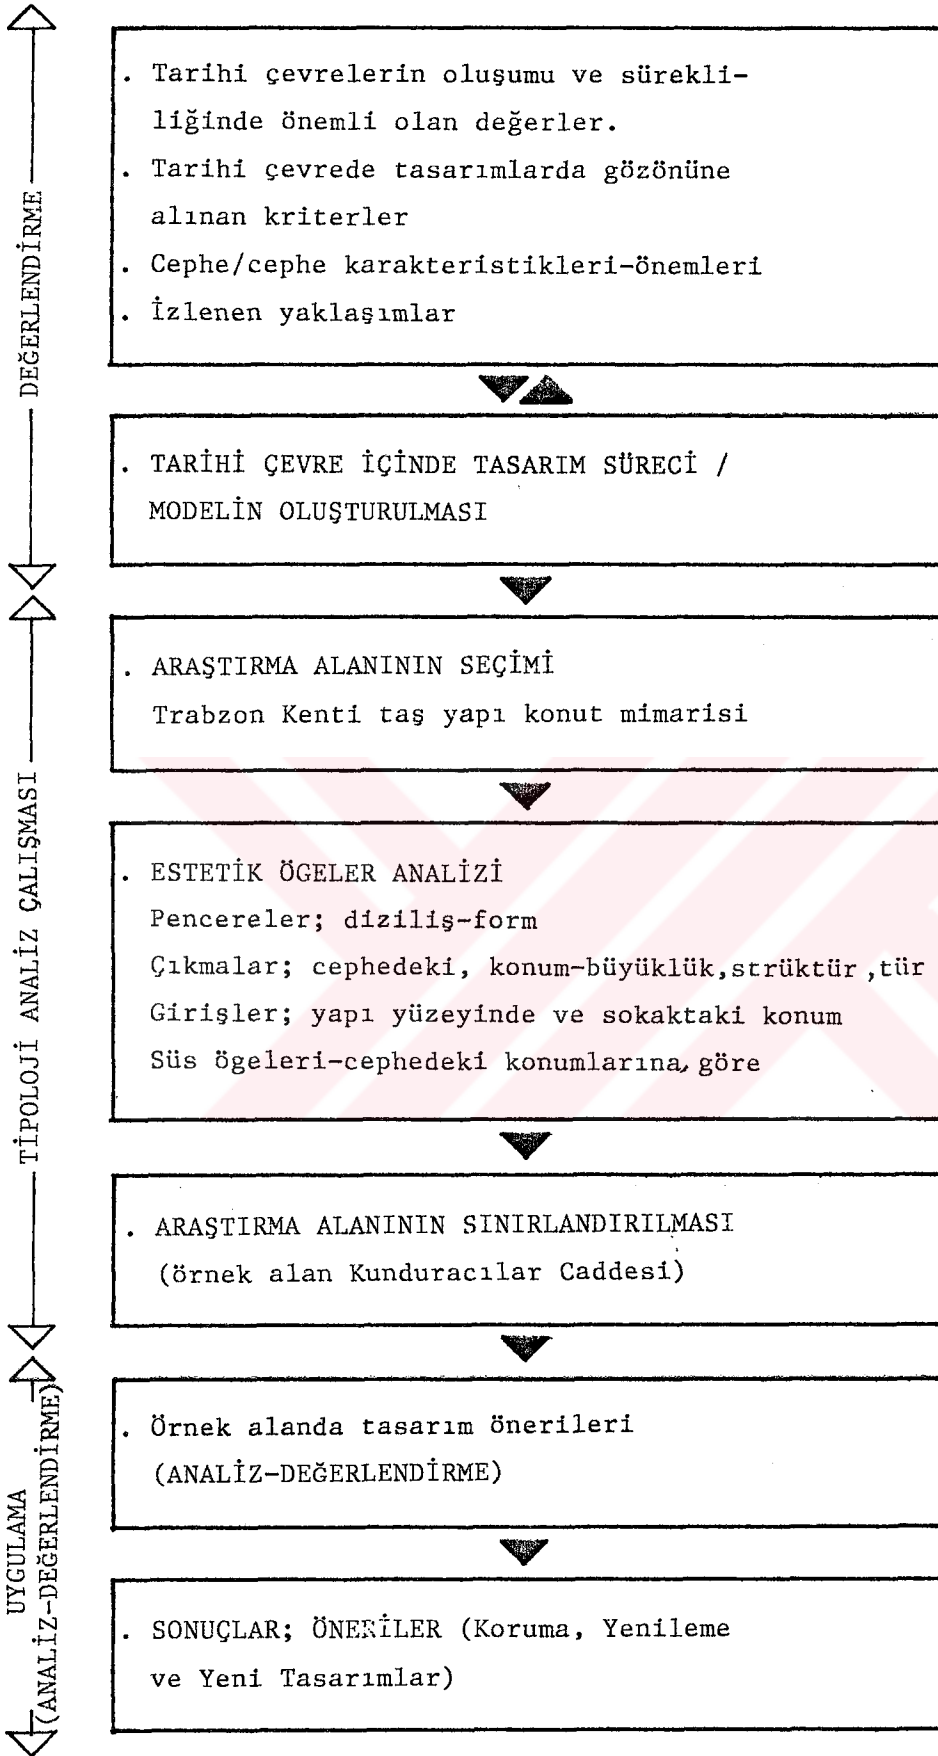 . Tarihi çevrelerin oluşumu ve sürekli-
liğinde önemli olan değerler.
. Tarihi çevrede tasarımlarda gözönüne
alınan kriterler
. Cephe/cephe karakteristikleri-önemleri
. İzlenen yaklaşımlar
DEĞERLENDİRME
. TARİHİ ÇEVRE İÇİNDE TASARIM SÜRECİ /
MODELİN OLUŞTURULMASI
. ARAŞTIRMA ALANININ SEÇİMİ
Trabzon Kenti taş yapı konut mimarisi
. ESTETİK ÖGELER ANALİZİ
Pencereler; diziliş-form
Çıkmalar; cephedeki, konum-büyüklük,strüktür ,tür
Girişler; yapı yüzeyinde ve sokaktaki konum
Süs ögeleri-cephedeki konumlarına, göre
TİPOLOJİ ANALİZ ÇALIŞMASI
. ARAŞTIRMA ALANININ SINIRLANDIRILMASI
(örnek alan Kunduracılar Caddesi)
. Örnek alanda tasarım önerileri
(ANALİZ-DEĞERLENDİRME)
UYGULAMA
(ANALİZ-DEĞERLENDİRME)
. SONUÇLAR; ÖNERİLER (Koruma, Yenileme
ve Yeni Tasarımlar)